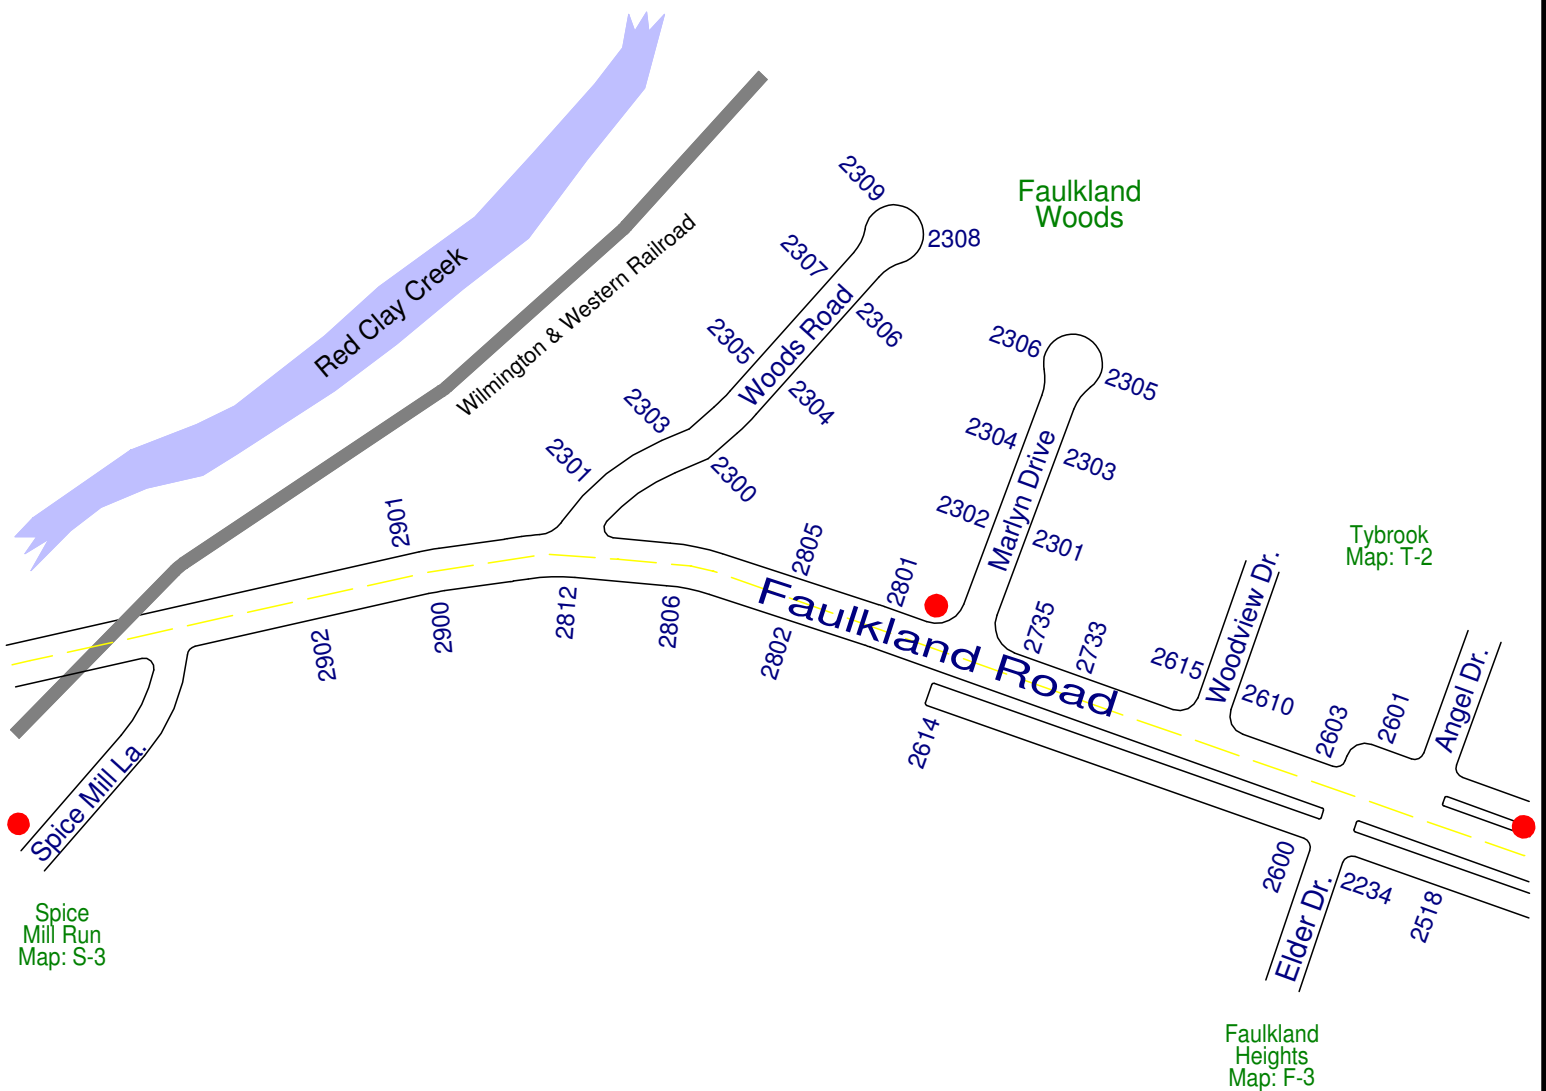 2309
Faulkland
Woods
2308
2307
Red Clay Creek
Wilmington & Western Railroad
Woods Road
2306
2305
2304
2303
2301
2300
2306
2305
2304
Marlyn Drive
2303
2302
2301
2901
2805
2801
Tybrook
Map: T-2
Woodview Dr.
2902
2900
2812
2806
2802
Faulkland Road
2735
2733
2615
2610
2603
2601
Angel Dr.
2614
Spice Mill La.
2600
2234
2518
Elder Dr.
Spice
Mill Run
Map: S-3
Faulkland
Heights
Map: F-3